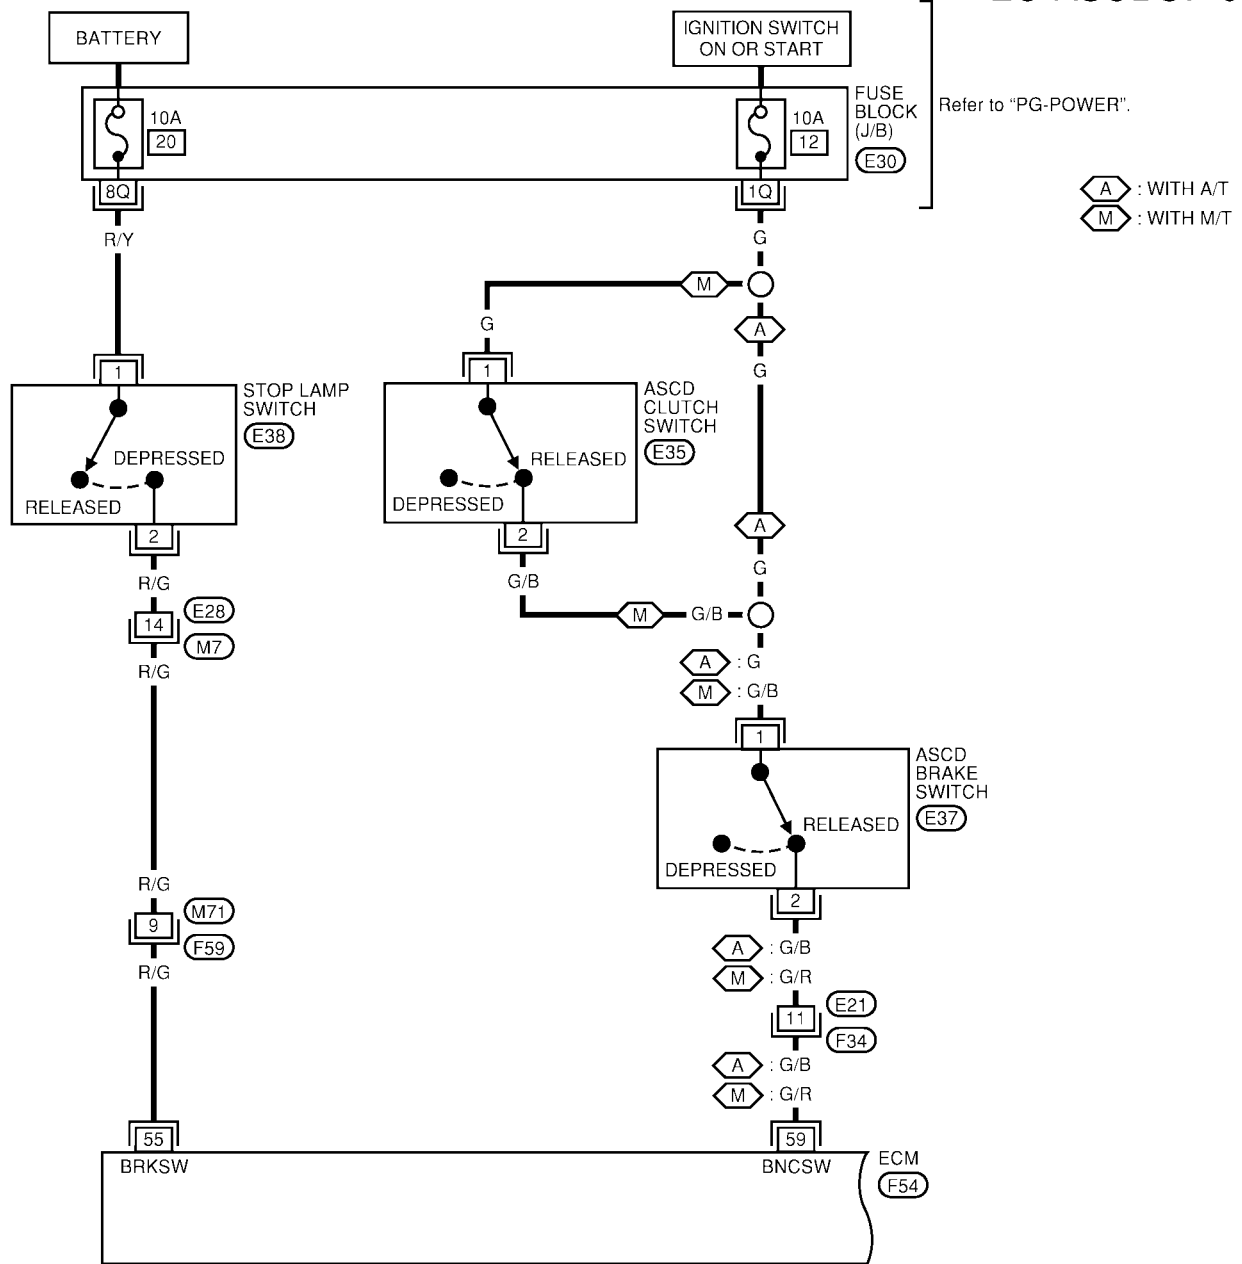 BATTERY
IGNITION SWITCH
ON OR START
10A
20
10A
12
FUSE
BLOCK
(J/B)
E30
Refer to “PG-POWER”.
8Q
1Q
A : WITH A/T
M : WITH M/T
R/Y
G
M
G
A
G
1
STOP LAMP
SWITCH
E38
DEPRESSED
RELEASED
2
1
ASCD
CLUTCH
SWITCH
E35
RELEASED
DEPRESSED
2
A
G
R/G
14
E28
M7
R/G
G/B
M
G/B
A : G
M : G/B
1
ASCD
BRAKE
SWITCH
E37
RELEASED
DEPRESSED
2
R/G
9
M71
F59
R/G
A : G/B
M : G/R
11
E21
F34
A : G/B
M : G/R
55
BRKSW
59
BNCSW
ECM
F54